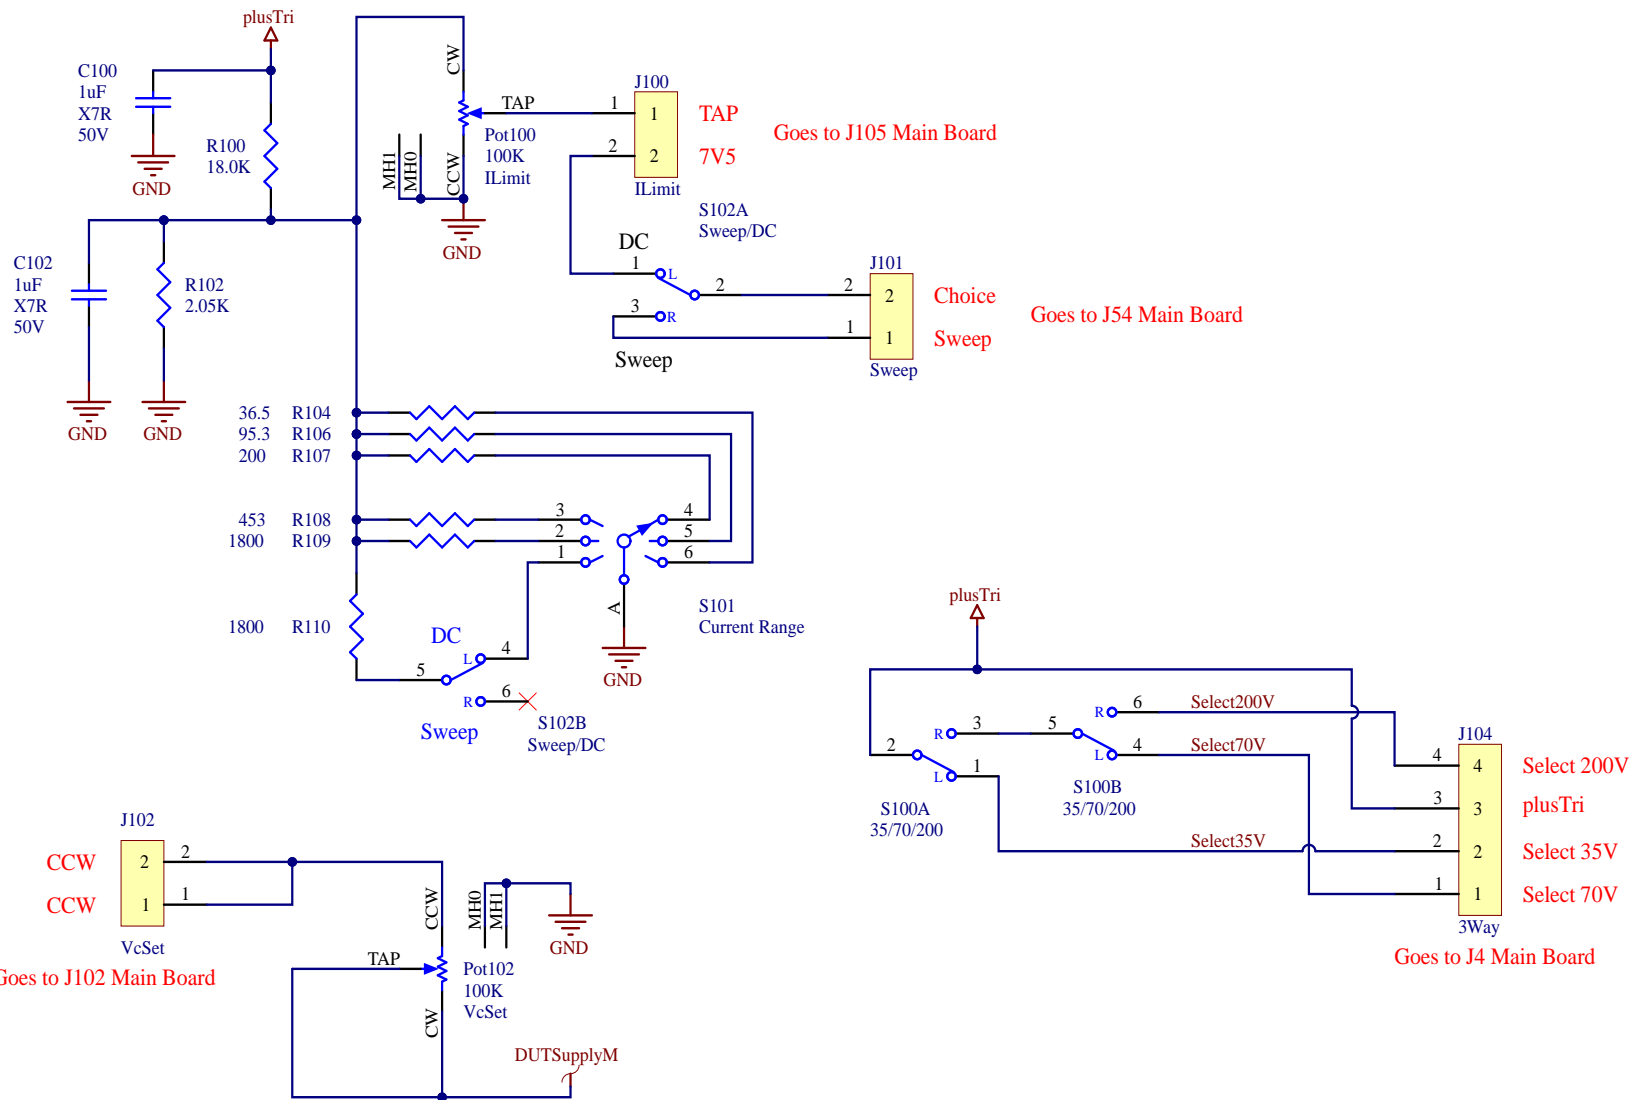 plusTri
C100
1uF
X7R
50V
GND
R100
18.0K
CW
TAP
Pot100
100K
ILimit
MH1
MH0
CCW
GND
J100
1 1 TAP
2 2 7V5
ILimit
Goes to J105 Main Board
S102A
Sweep/DC
DC
1 L
2
3 R
Sweep
J101
2 2 Choice
1 1 Sweep
Sweep
Goes to J54 Main Board
C102
1uF
X7R
50V
GND
R102
2.05K
GND
36.5 R104
95.3 R106
200 R107
453 R108
1800 R109
3 4
2 5
1 6
A
GND
S101
Current Range
1800 R110
DC
L 4
5
R 6
Sweep
S102B
Sweep/DC
plusTri
2
R 3
L 1
S100A
35/70/200
5
R 6
L 4
S100B
35/70/200
Select200V
Select70V
Select35V
J104
4 4 Select 200V
3 3 plusTri
2 2 Select 35V
1 1 Select 70V
3Way
Goes to J4 Main Board
J102
CCW 2 2
CCW 1 1
VcSet
Goes to J102 Main Board
CCW
MH0
MH1
GND
TAP
Pot102
100K
VcSet
CW
DUTSupplyM